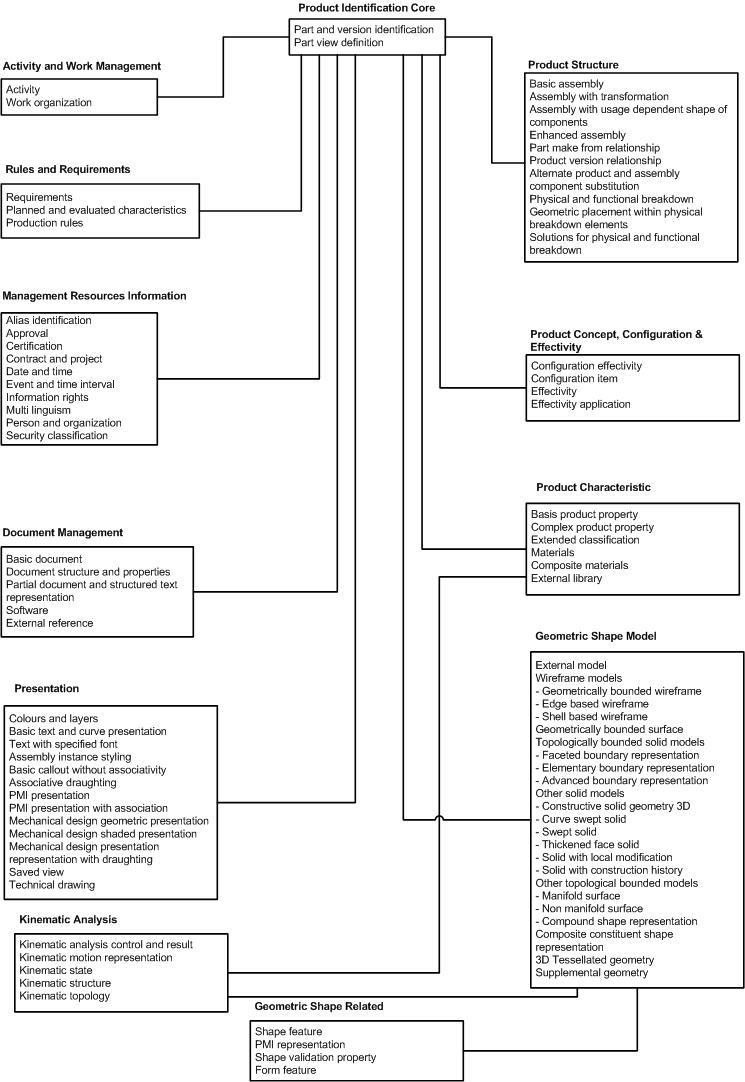 Product Identification Core
Part and version identification
Part view definition
Activity and Work Management
Activity
Work organization
Rules and Requirements
Requirements
Planned and evaluated characteristics
Production rules
Management Resources Information
Alias identification
Approval
Certification
Contract and project
Date and time
Event and time interval
Information rights
Multi linguism
Person and organization
Security classification
Document Management
Basic document
Document structure and properties
Partial document and structured text
representation
Software
External reference
Presentation
Colours and layers
Basic text and curve presentation
Text with specified font
Assembly instance styling
Basic callout without associativity
Associative draughting
PMI presentation
PMI presentation with association
Mechanical design geometric presentation
Mechanical design shaded presentation
Mechanical design presentation
representation with draughting
Saved view
Technical drawing
Kinematic Analysis
Kinematic analysis control and result
Kinematic motion representation
Kinematic state
Kinematic structure
Kinematic topology
Product Structure
Basic assembly
Assembly with transformation
Assembly with usage dependent shape of
components
Enhanced assembly
Part make from relationship
Product version relationship
Alternate product and assembly
component substitution
Physical and functional breakdown
Geometric placement within physical
breakdown elements
Solutions for physical and functional
breakdown
Product Concept, Configuration &
Effectivity
Configuration effectivity
Configuration item
Effectivity
Effectivity application
Product Characteristic
Basis product property
Complex product property
Extended classification
Materials
Composite materials
External library
Geometric Shape Model
External model
Wireframe models
- Geometrically bounded wireframe
- Edge based wireframe
- Shell based wireframe
Geometrically bounded surface
Topologically bounded solid models
- Faceted boundary representation
- Elementary boundary representation
- Advanced boundary representation
Other solid models
- Constructive solid geometry 3D
- Curve swept solid
- Swept solid
- Thickened face solid
- Solid with local modification
- Solid with construction history
Other topological bounded models
- Manifold surface
- Non manifold surface
- Compound shape representation
Composite constituent shape
representation
3D Tessellated geometry
Supplemental geometry
Geometric Shape Related
Shape feature
PMI representation
Shape validation property
Form feature